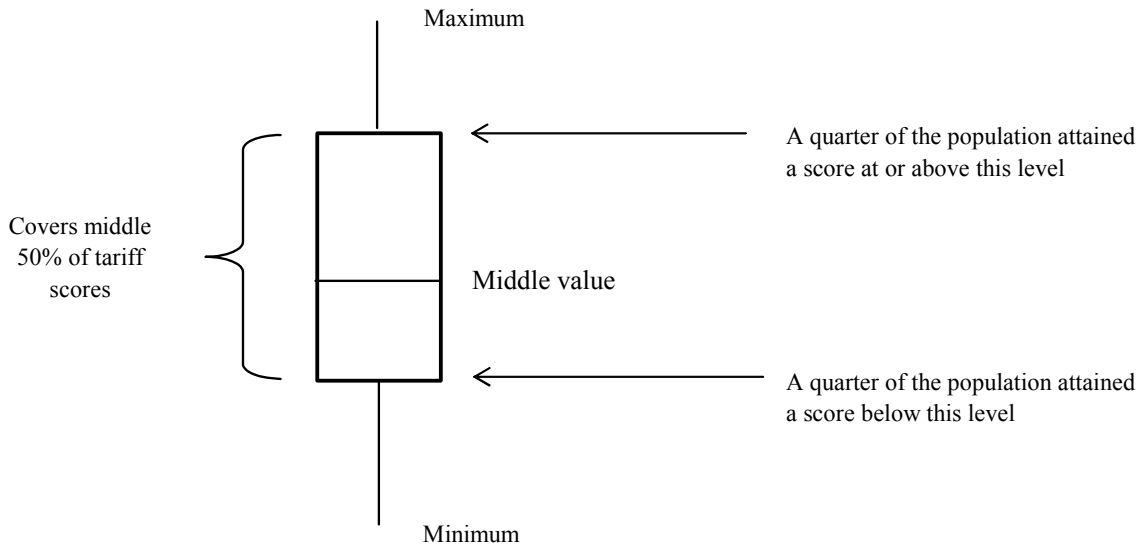 Maximum
A quarter of the population attained
a score at or above this level
Covers middle
50% of tariff
scores
Middle value
A quarter of the population attained
a score below this level
Minimum